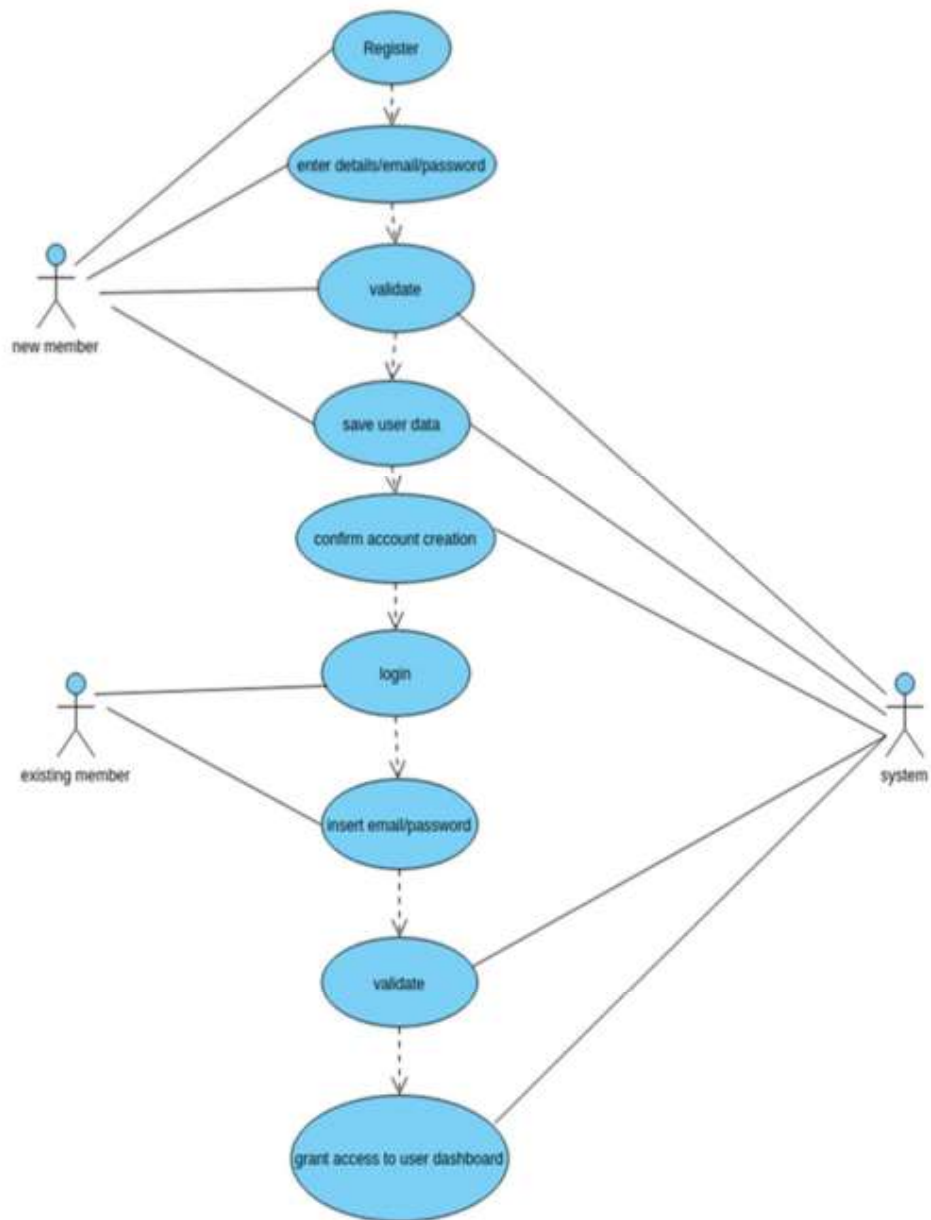 Register
enter details/email/password
validate
new member
save user data
confirm account creation
login
existing member
system
insert email/password
validate
grant access to user dashboard